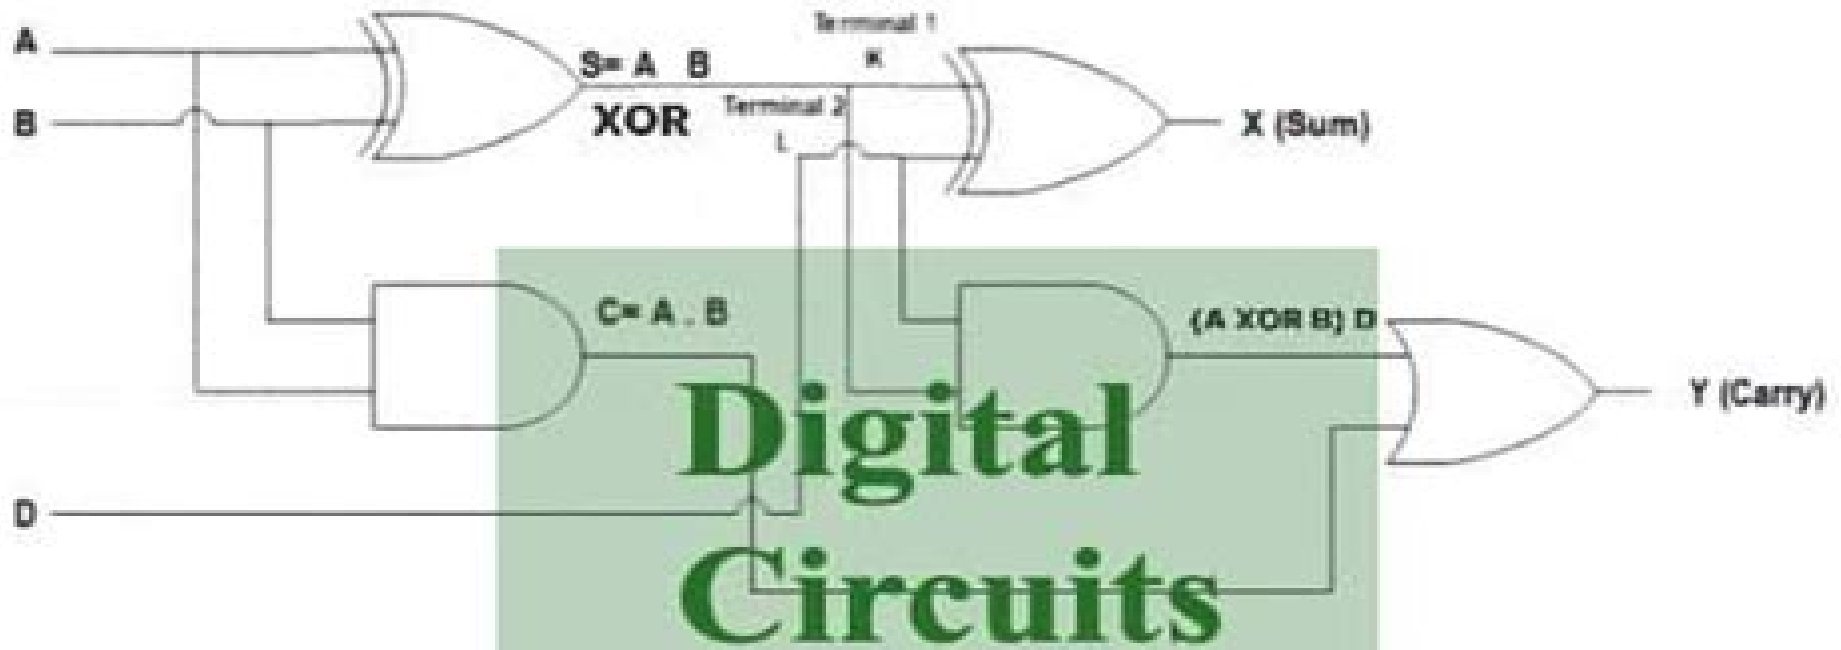 Terminal 1
A
S= A B
K
XOR
Terminal 2
B
X (Sum)
L
C= A . B
(A XOR B) D
Y (Carry)
D
Digital
Circuits